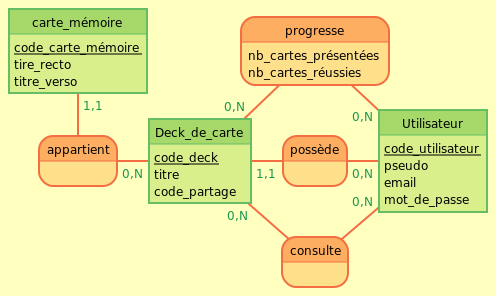 carte_mémoire
code_carte_mémoire
tire_recto
titre_verso
progresse
nb_cartes_présentées
nb_cartes_réussies
1,1
0,N
0,N
appartient
0,N
Deck_de_carte
code_deck
titre
code_partage
1,1
possède
0,N
Utilisateur
code_utilisateur
pseudo
email
mot_de_passe
0,N
0,N
consulte